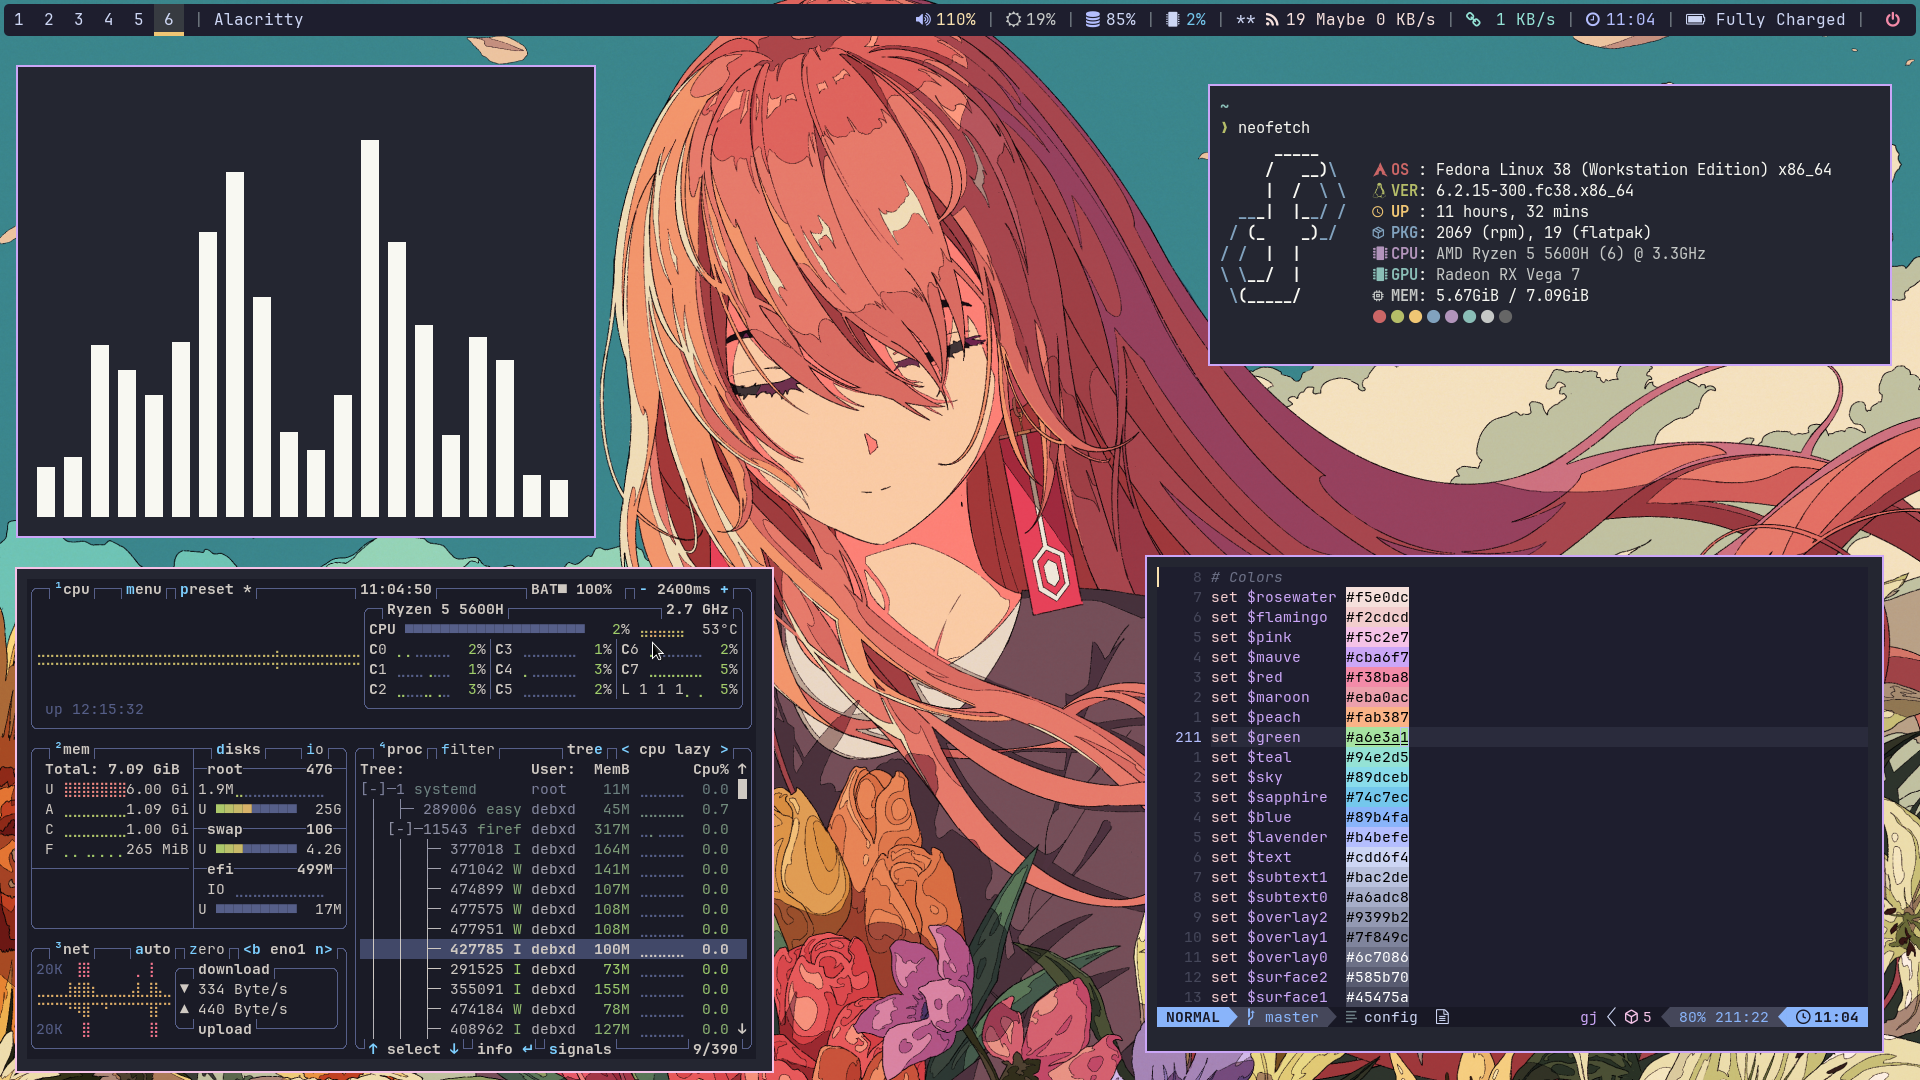 1 2 3 4 5 6 | Alacritty
110% | 19% | 85% | 2% | ** 19 Maybe 0 KB/s | 1 KB/s | 11:04 | Fully Charged |
~
❯ neofetch
OS : Fedora Linux 38 (Workstation Edition) x86_64
VER: 6.2.15-300.fc38.x86_64
UP : 11 hours, 32 mins
PKG: 2069 (rpm), 19 (flatpak)
CPU: AMD Ryzen 5 5600H (6) @ 3.3GHz
GPU: Radeon RX Vega 7
MEM: 5.67GiB / 7.09GiB
¹cpu menu preset * 11:04:50 BAT■ 100% - 2400ms +
Ryzen 5 5600H 2.7 GHz
CPU 2% 53°C
C0 2% C3 1% C6 2%
C1 1% C4 3% C7 5%
C2 3% C5 2% L 1 1 1. . 5%
up 12:15:32
²mem disks io
Total: 7.09 GiB root 47G
U 6.00 Gi 1.9M
A 1.09 Gi U 25G
C 1.00 Gi swap 10G
F 265 MiB U 4.2G
efi 499M
IO
U 17M
³net auto zero <b eno1 n>
20K download
▼ 334 Byte/s
▲ 440 Byte/s
20K upload
⁴proc filter tree < cpu lazy >
Tree: User: MemB Cpu% ↑
[-]─1 systemd root 11M 0.0
289006 easy debxd 45M 0.7
[-]─11543 firef debxd 317M 0.0
377018 I debxd 164M 0.0
471042 W debxd 141M 0.0
474899 W debxd 107M 0.0
477575 W debxd 108M 0.0
477951 W debxd 108M 0.0
427785 I debxd 100M 0.0
291525 I debxd 73M 0.0
355091 I debxd 155M 0.0
474184 W debxd 78M 0.0
408962 I debxd 127M 0.0 ↓
↑ select ↓ info ↵ signals 9/390
8 # Colors
7 set $rosewater #f5e0dc
6 set $flamingo #f2cdcd
5 set $pink #f5c2e7
4 set $mauve #cba6f7
3 set $red #f38ba8
2 set $maroon #eba0ac
1 set $peach #fab387
211 set $green #a6e3a1
1 set $teal #94e2d5
2 set $sky #89dceb
3 set $sapphire #74c7ec
4 set $blue #89b4fa
5 set $lavender #b4befe
6 set $text #cdd6f4
7 set $subtext1 #bac2de
8 set $subtext0 #a6adc8
9 set $overlay2 #9399b2
10 set $overlay1 #7f849c
11 set $overlay0 #6c7086
12 set $surface2 #585b70
13 set $surface1 #45475a
NORMAL master config gj 5 80% 211:22 11:04